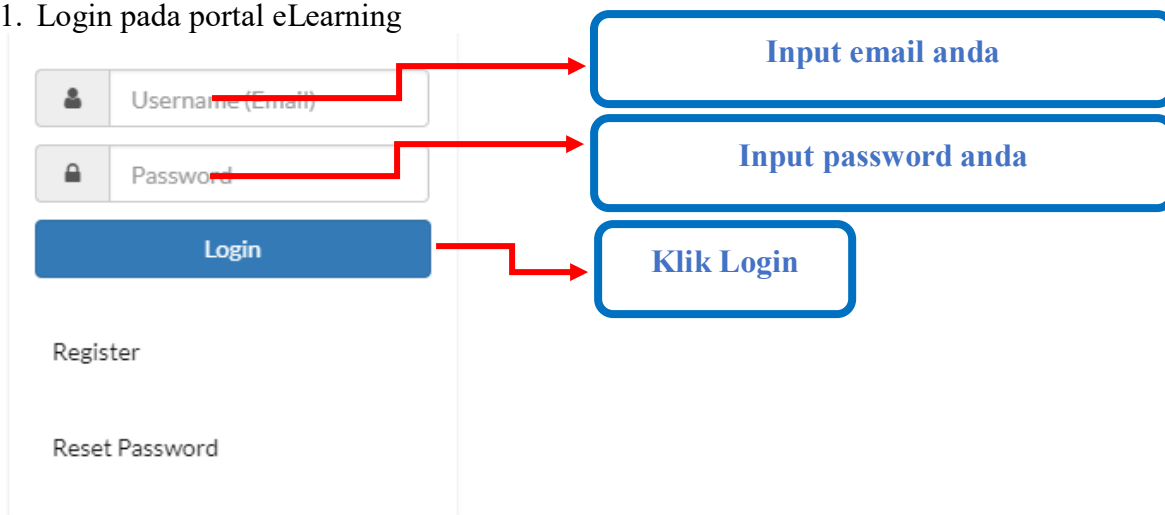 1. Login pada portal eLearning
Username (Email)
Input email anda
Password
Input password anda
Login
Klik Login
Register
Reset Password